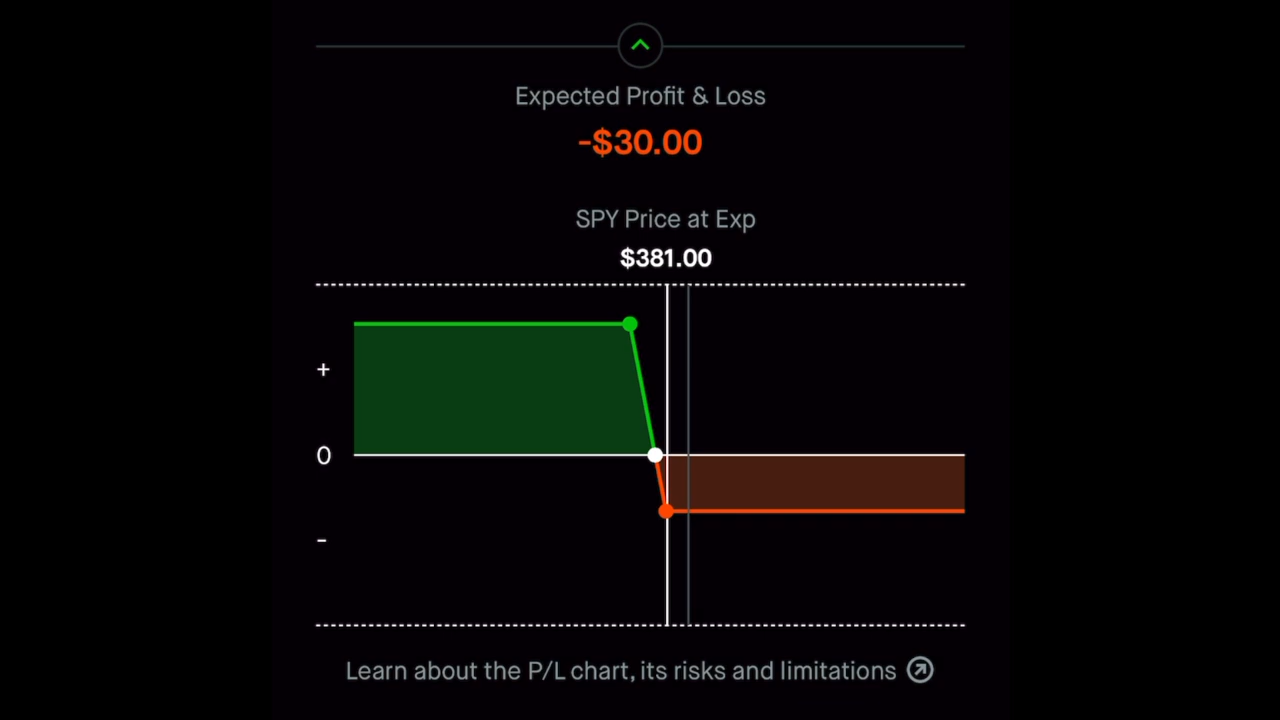 Expected Profit & Loss
-$30.00
SPY Price at Exp
$381.00
+
0
-
Learn about the P/L chart, its risks and limitations